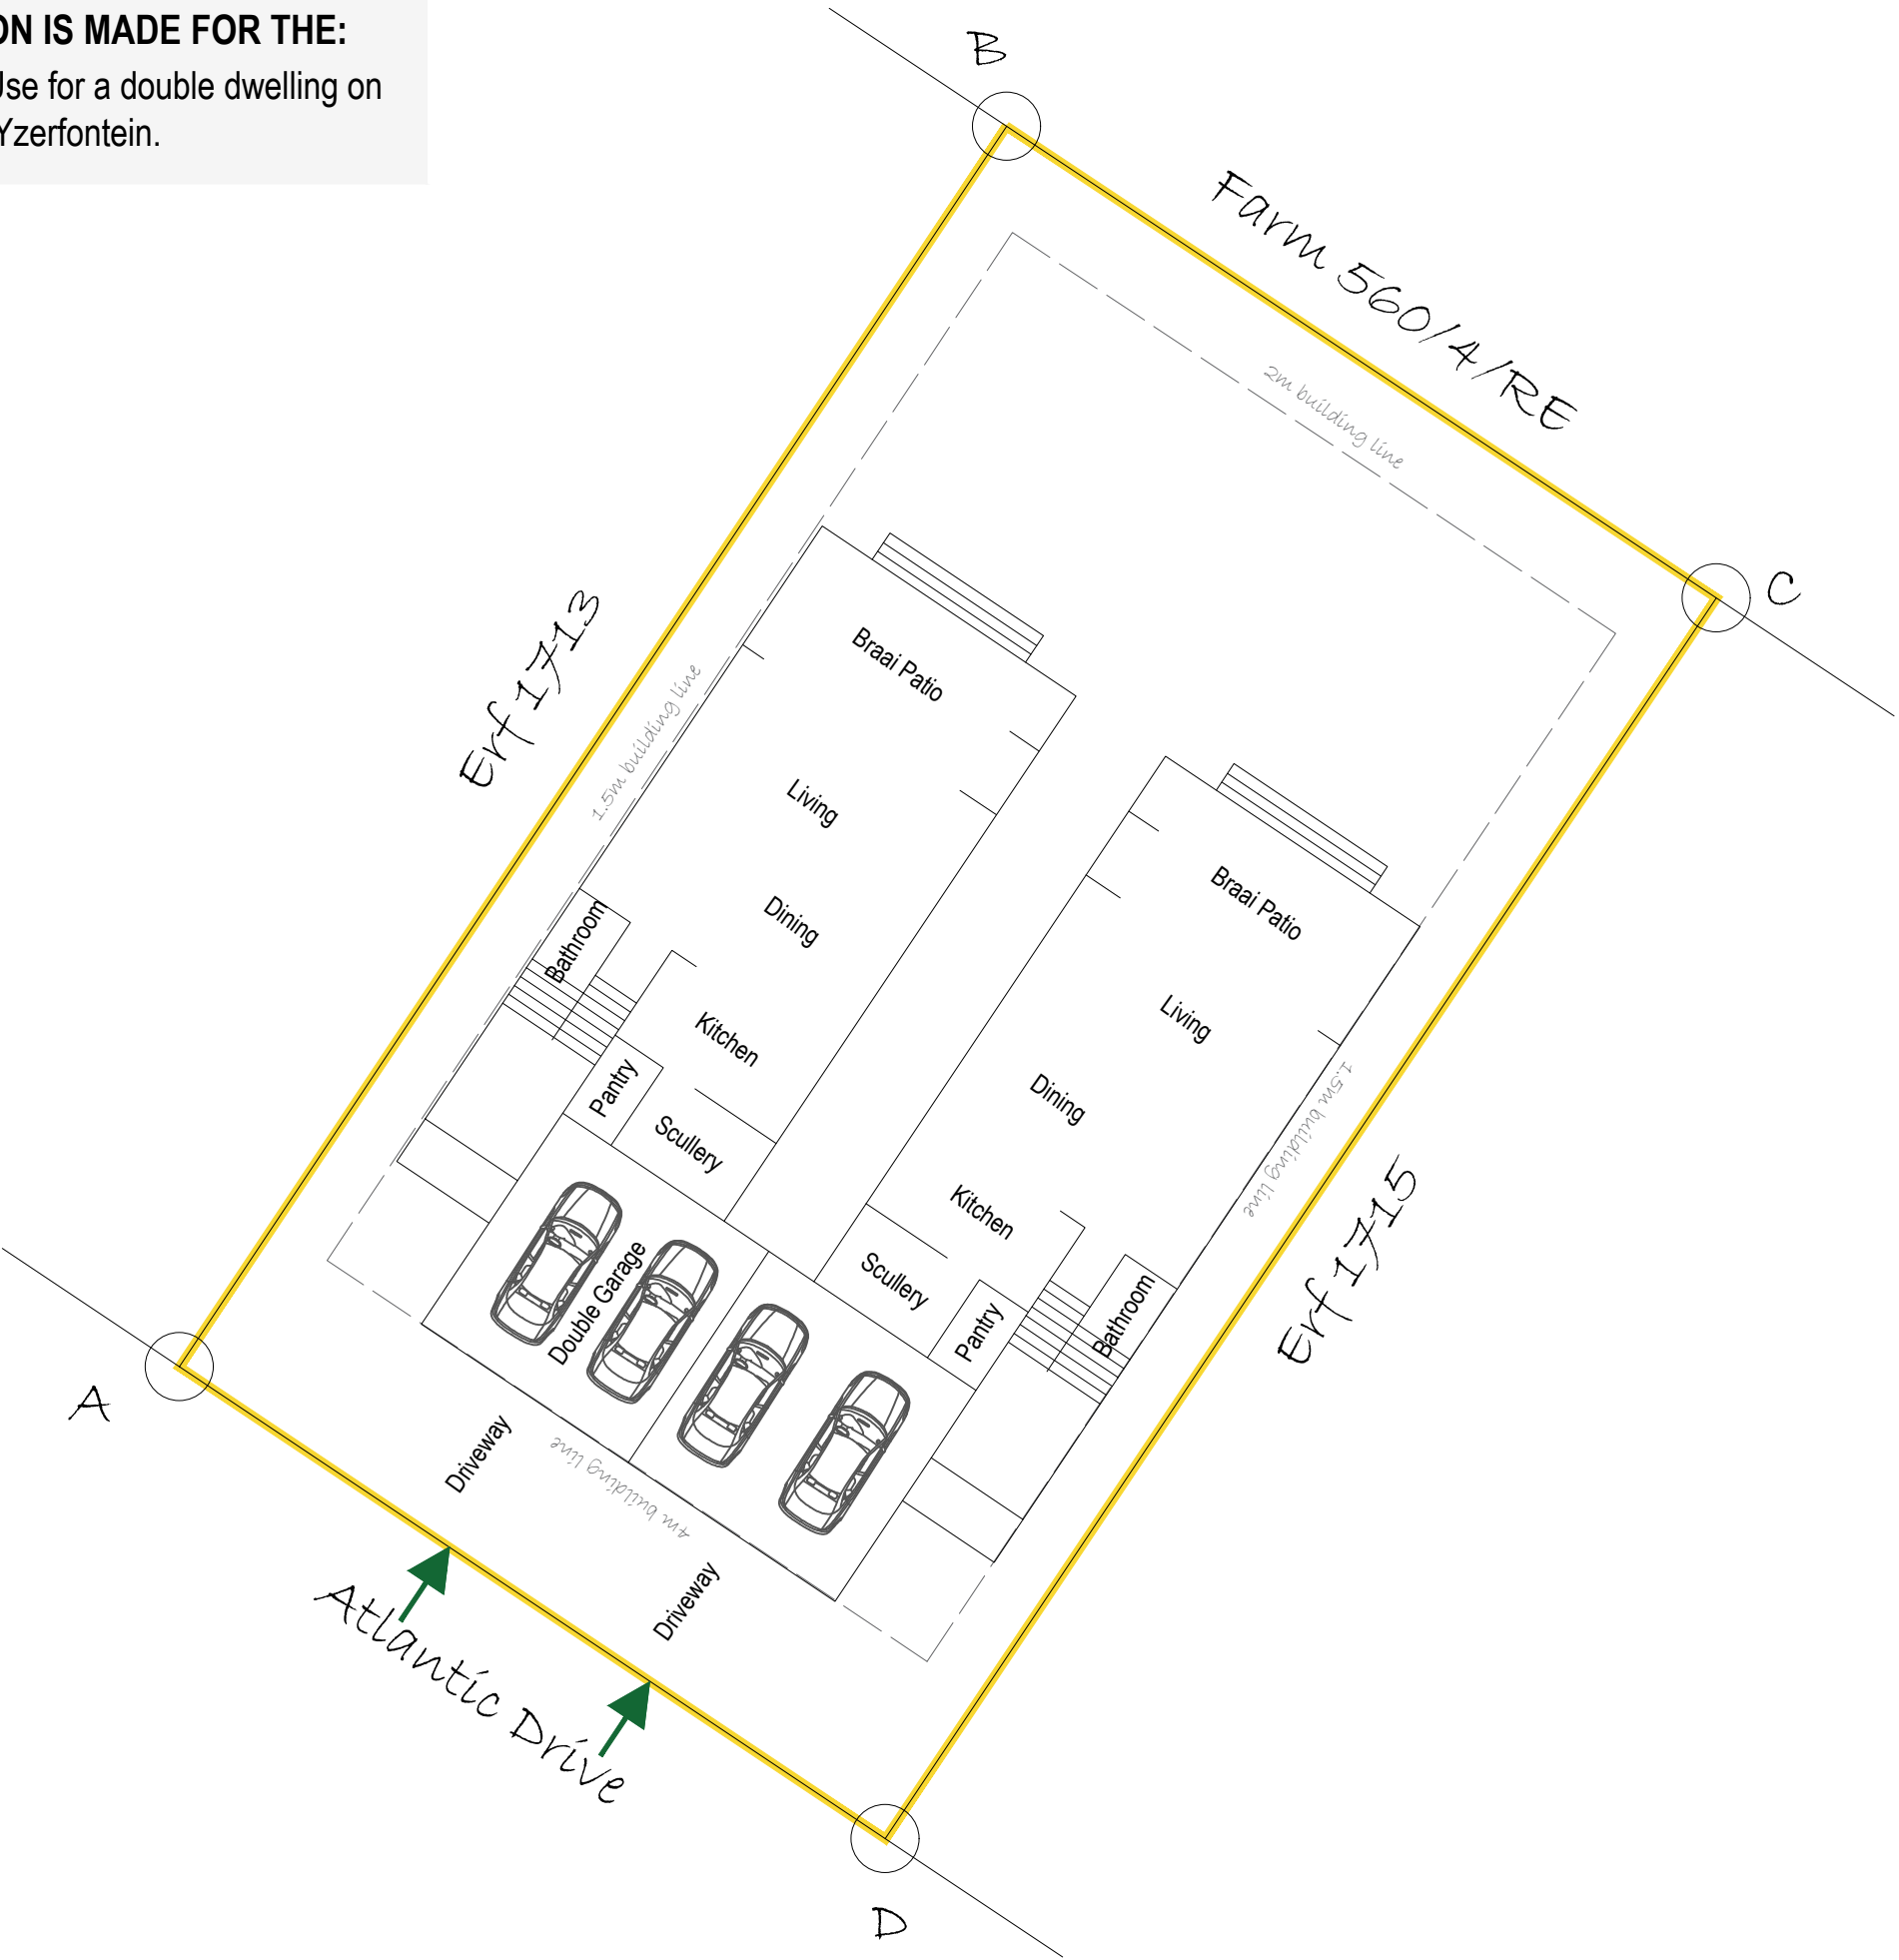 ON IS MADE FOR THE:
Use for a double dwelling on
Yzerfontein.
B
Farm 560/4/RE
2m building line
C
Erf 1713
1.5m building line
Braai Patio
Living
Dining
Bathroom
Kitchen
Pantry
Scullery
Double Garage
Braai Patio
Living
Dining
Kitchen
Scullery
Pantry
Bathroom
1.5m building line
Erf 1715
A
Driveway
4m building line
Driveway
Atlantic Drive
D